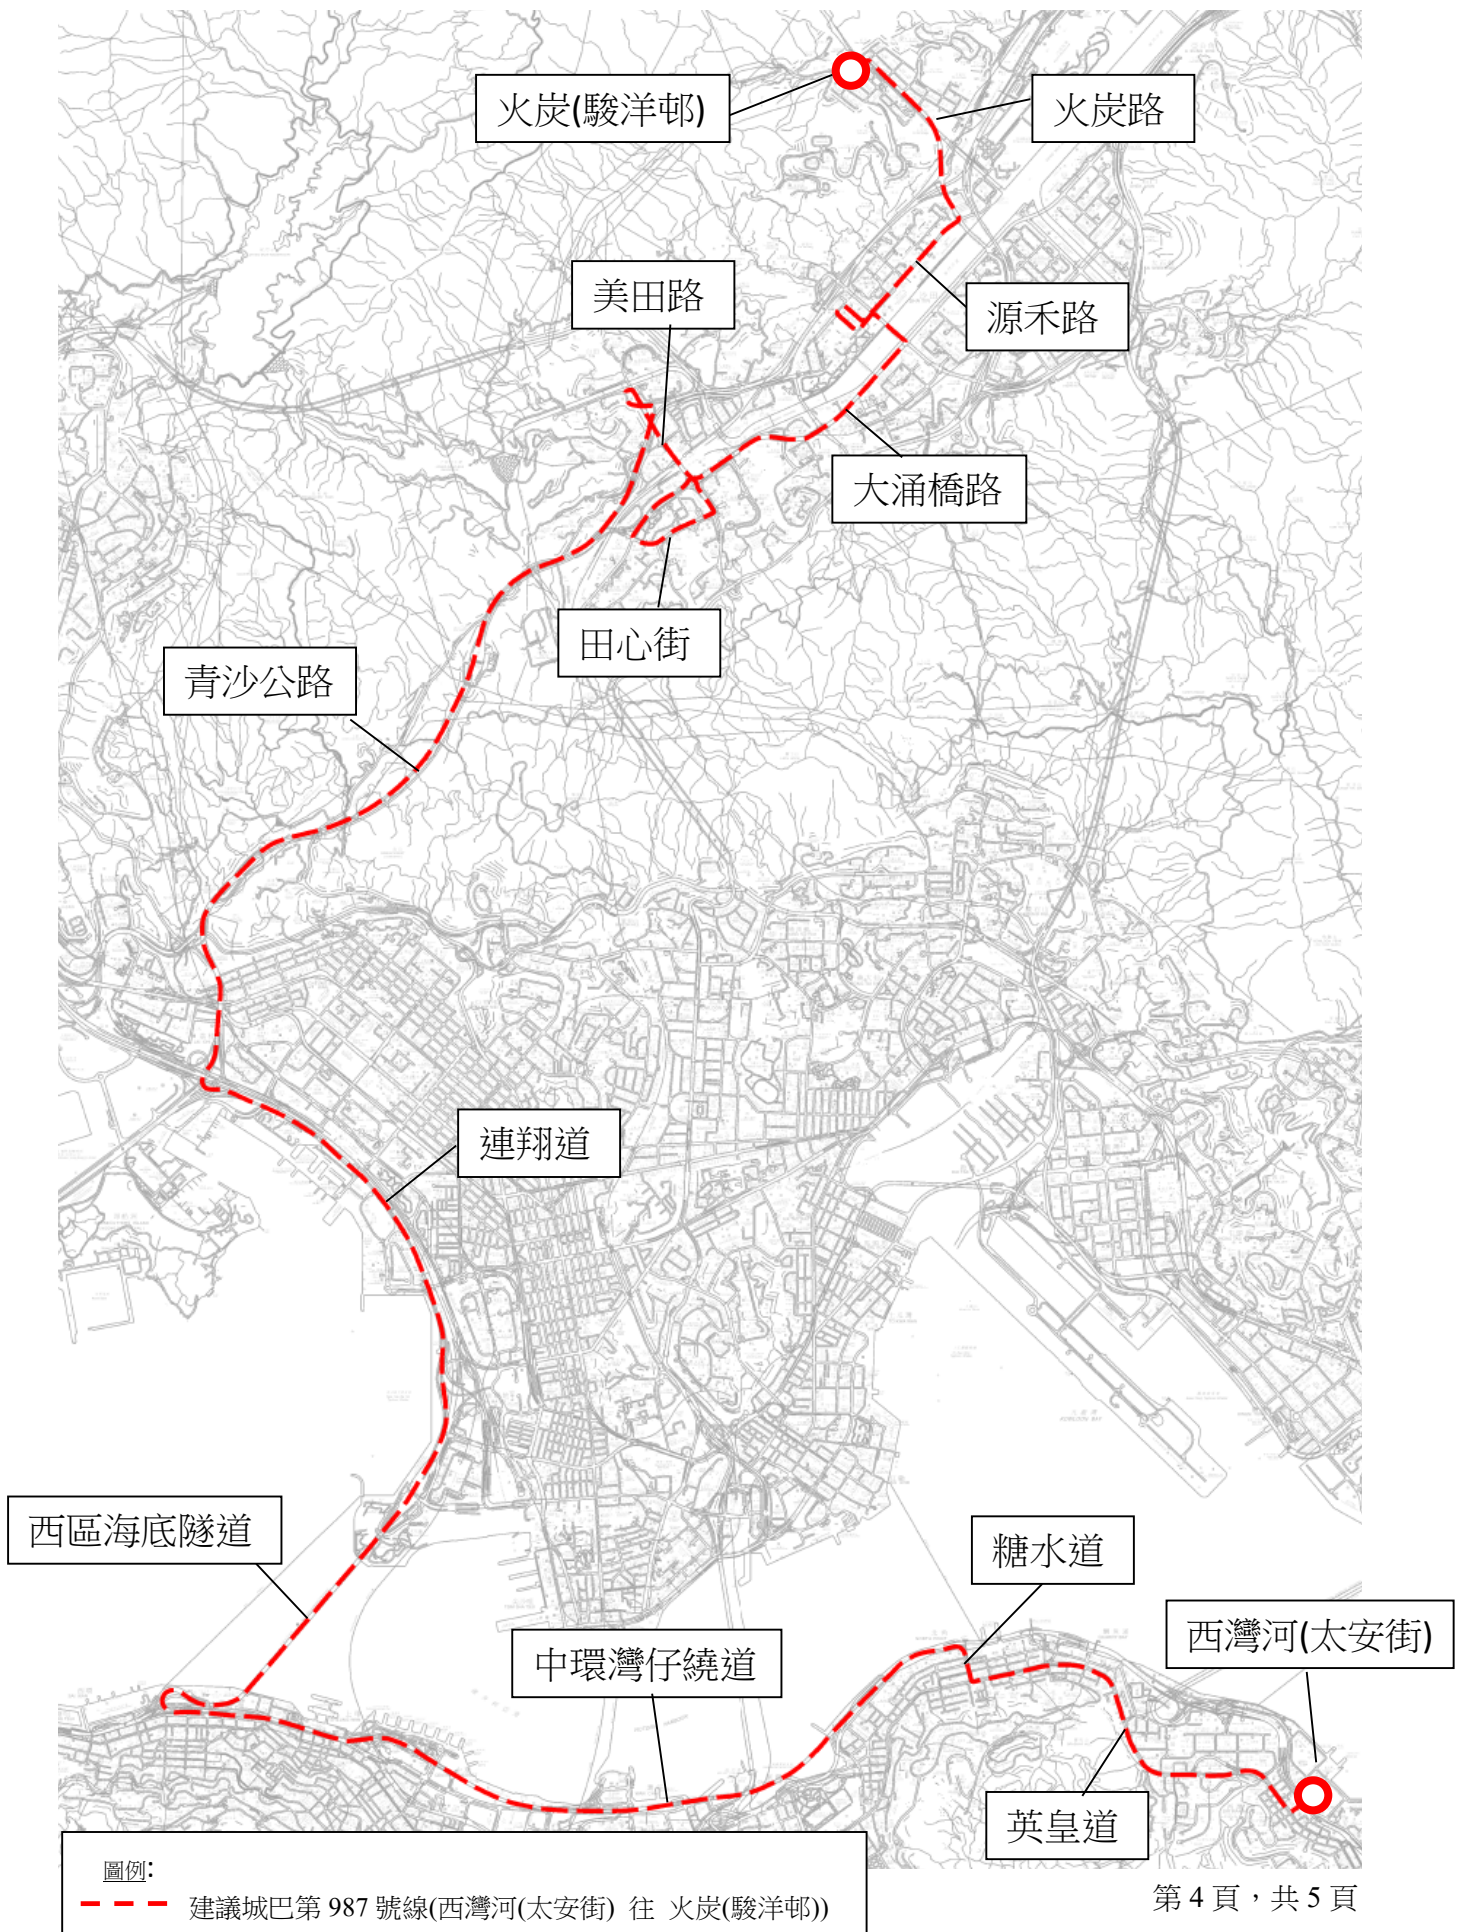 火炭(駿洋邨)
火炭路
美田路
源禾路
大涌橋路
田心街
青沙公路
連翔道
西區海底隧道
糖水道
西灣河(太安街)
中環灣仔繞道
英皇道
圖例:
建議城巴第 987 號線(西灣河(太安街) 往 火炭(駿洋邨))
第 4 頁，共 5 頁